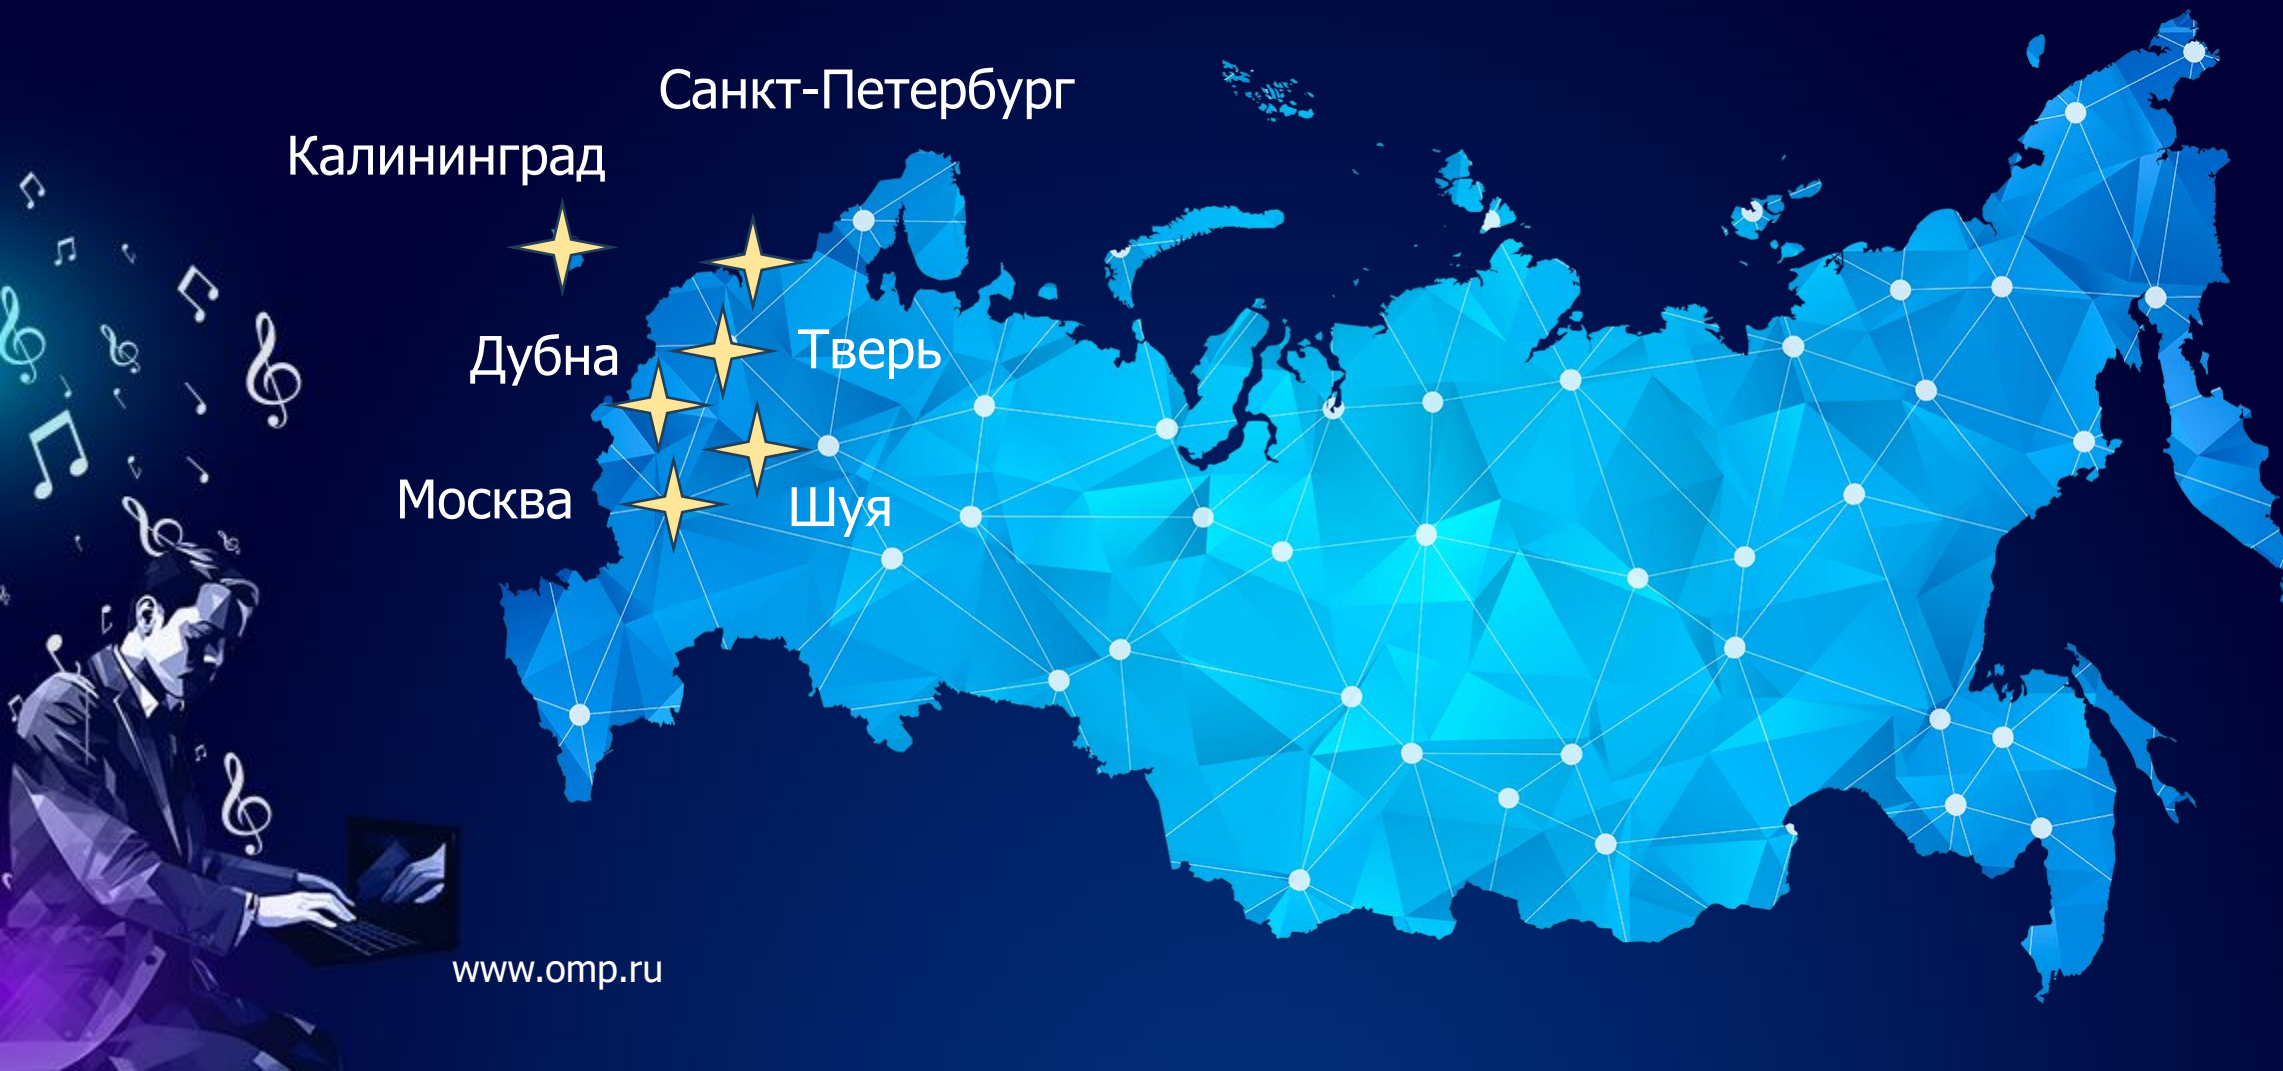 Санкт-Петербург
Калининград
Дубна
Тверь
Москва
Шуя
www.omp.ru